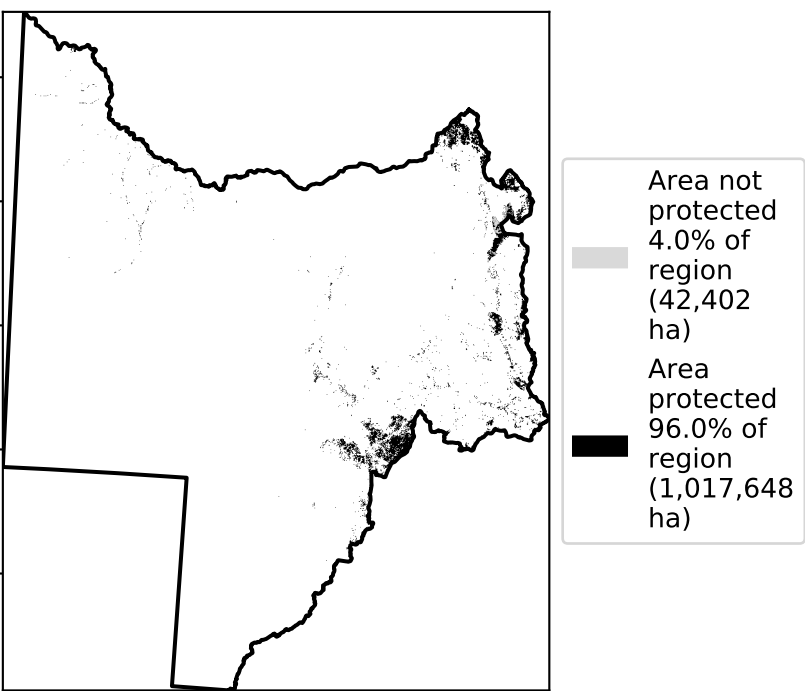 Area not
protected
4.0% of
region
(42,402
ha)
Area
protected
96.0% of
region
(1,017,648
ha)